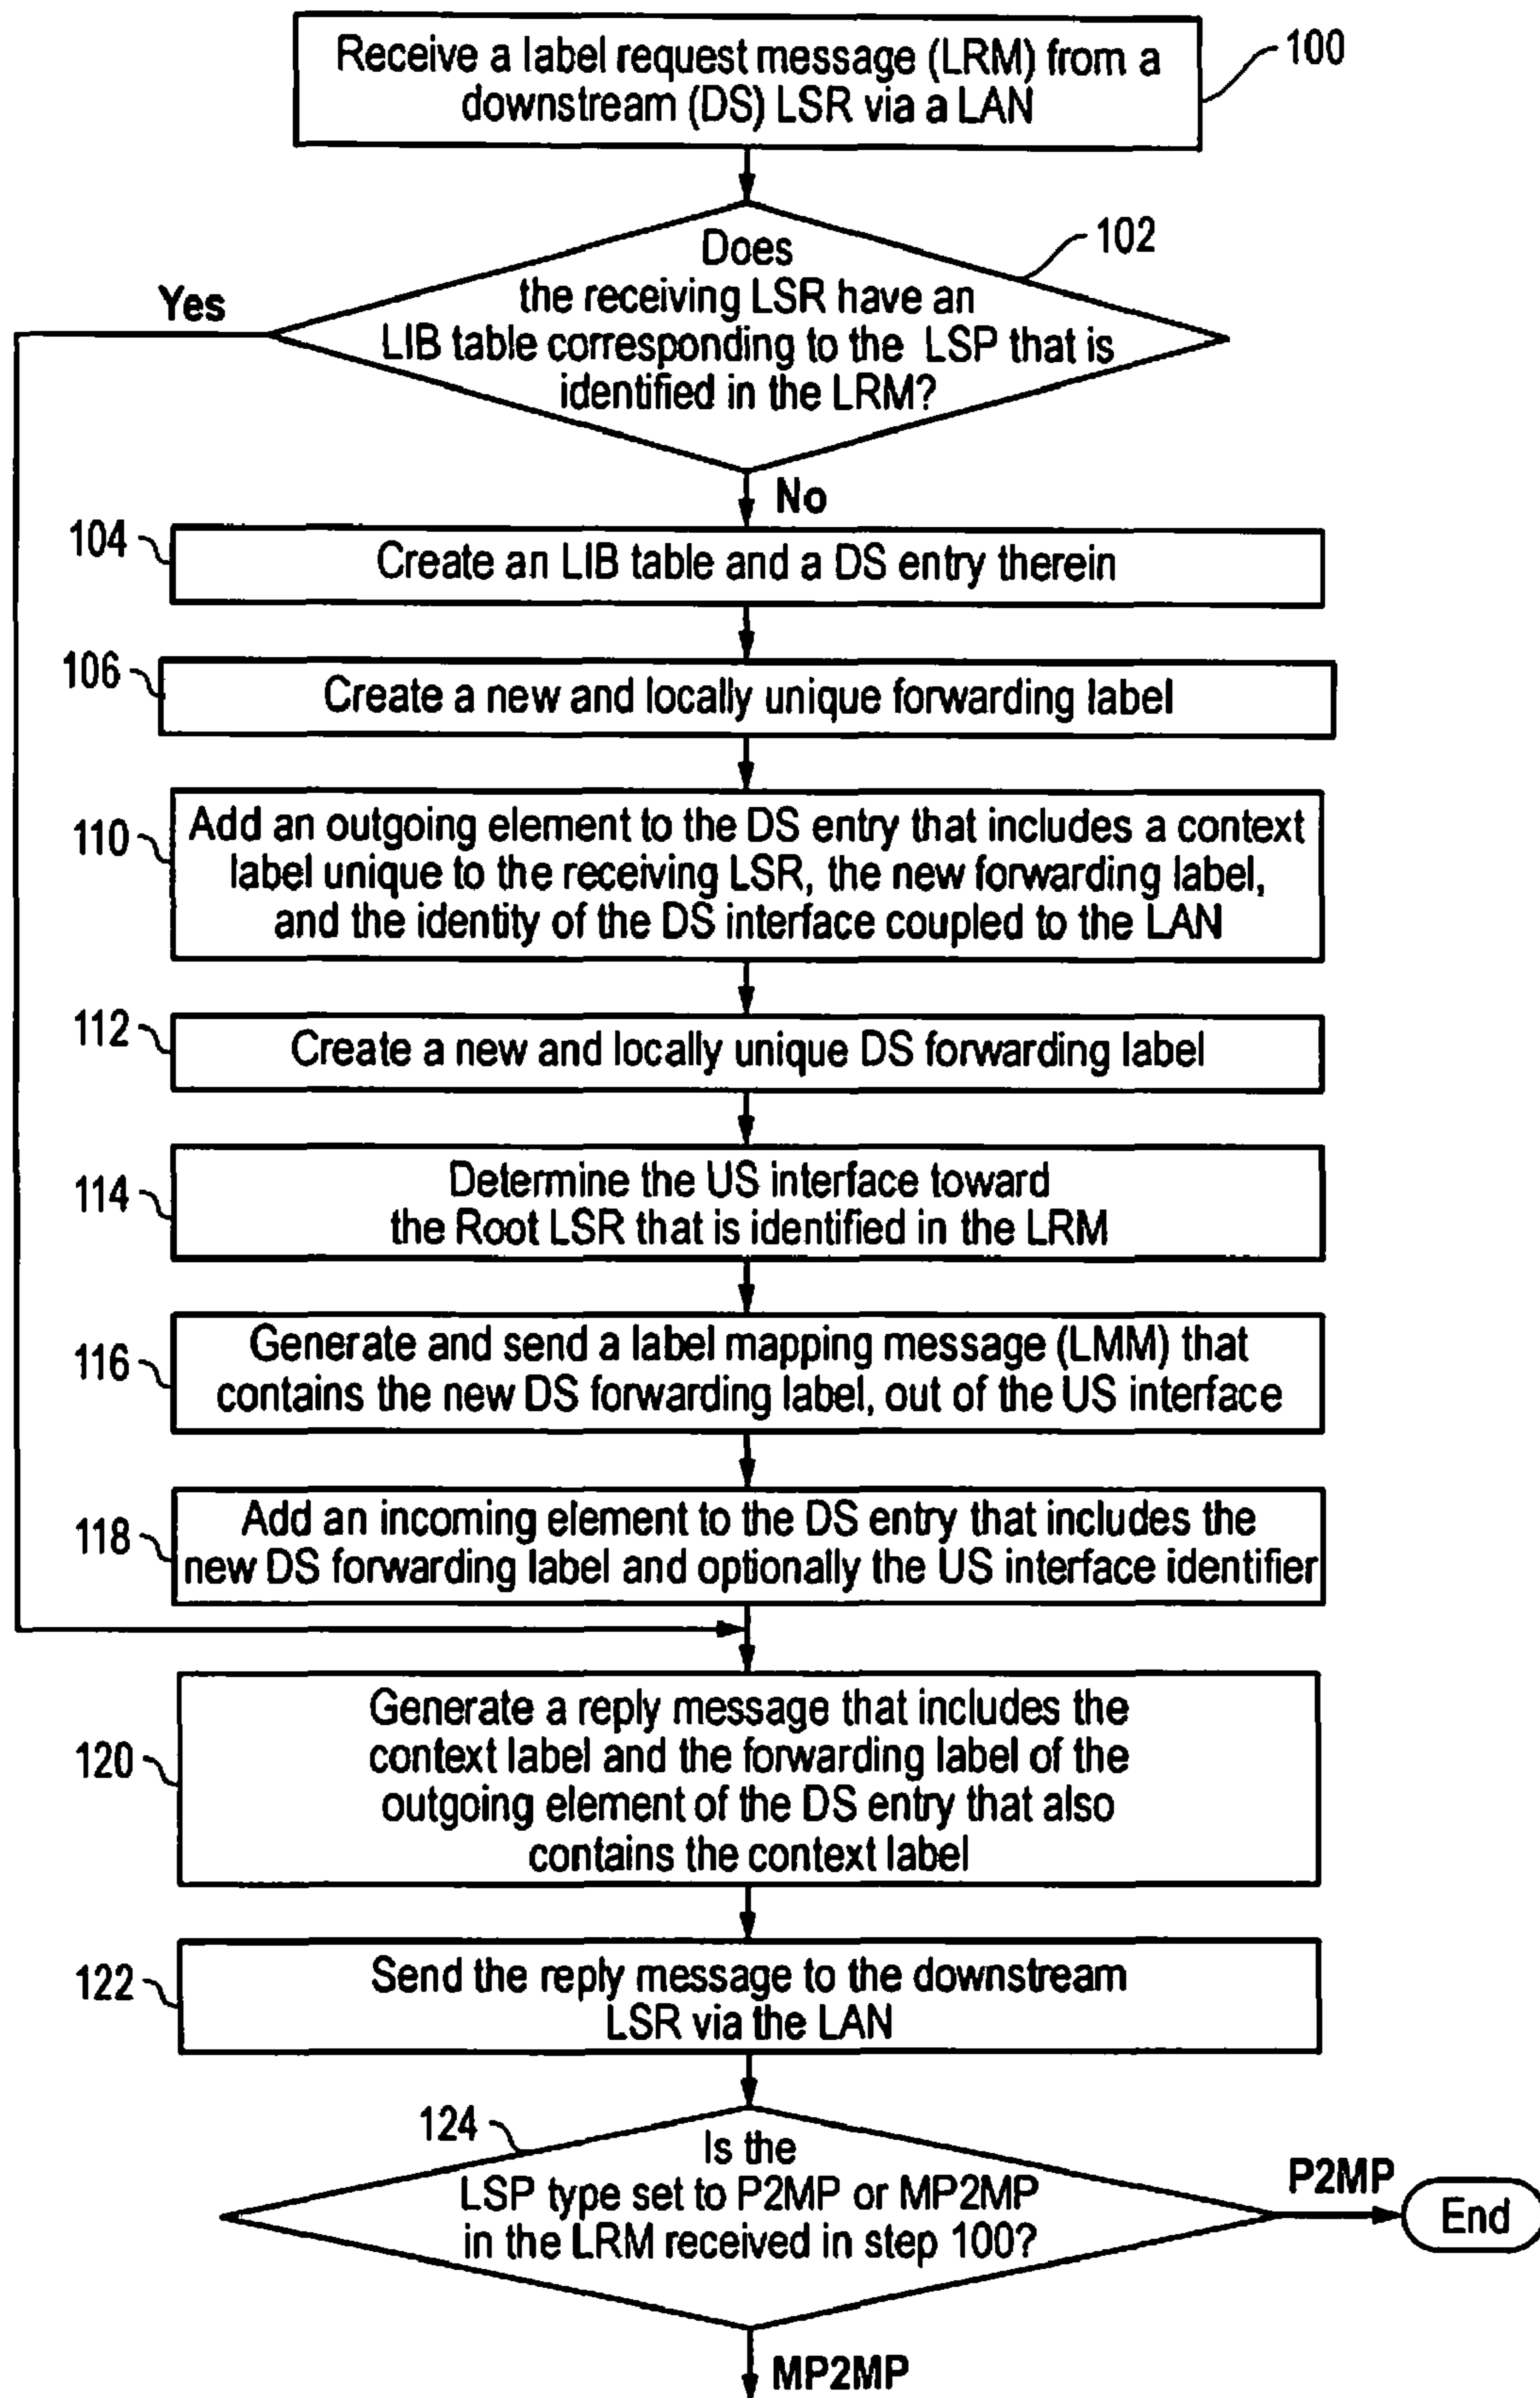 Receive a label request message (LRM) from a
downstream (DS) LSR via a LAN
100
Does
the receiving LSR have an
LIB table corresponding to the LSP that is
identified in the LRM?
102
Yes
No
104
Create an LIB table and a DS entry therein
106
Create a new and locally unique forwarding label
110
Add an outgoing element to the DS entry that includes a context
label unique to the receiving LSR, the new forwarding label,
and the identity of the DS interface coupled to the LAN
112
Create a new and locally unique DS forwarding label
114
Determine the US interface toward
the Root LSR that is identified in the LRM
116
Generate and send a label mapping message (LMM) that
contains the new DS forwarding label, out of the US interface
118
Add an incoming element to the DS entry that includes the
new DS forwarding label and optionally the US interface identifier
120
Generate a reply message that includes the
context label and the forwarding label of the
outgoing element of the DS entry that also
contains the context label
122
Send the reply message to the downstream
LSR via the LAN
124
Is the
LSP type set to P2MP or MP2MP
in the LRM received in step 100?
P2MP
End
MP2MP